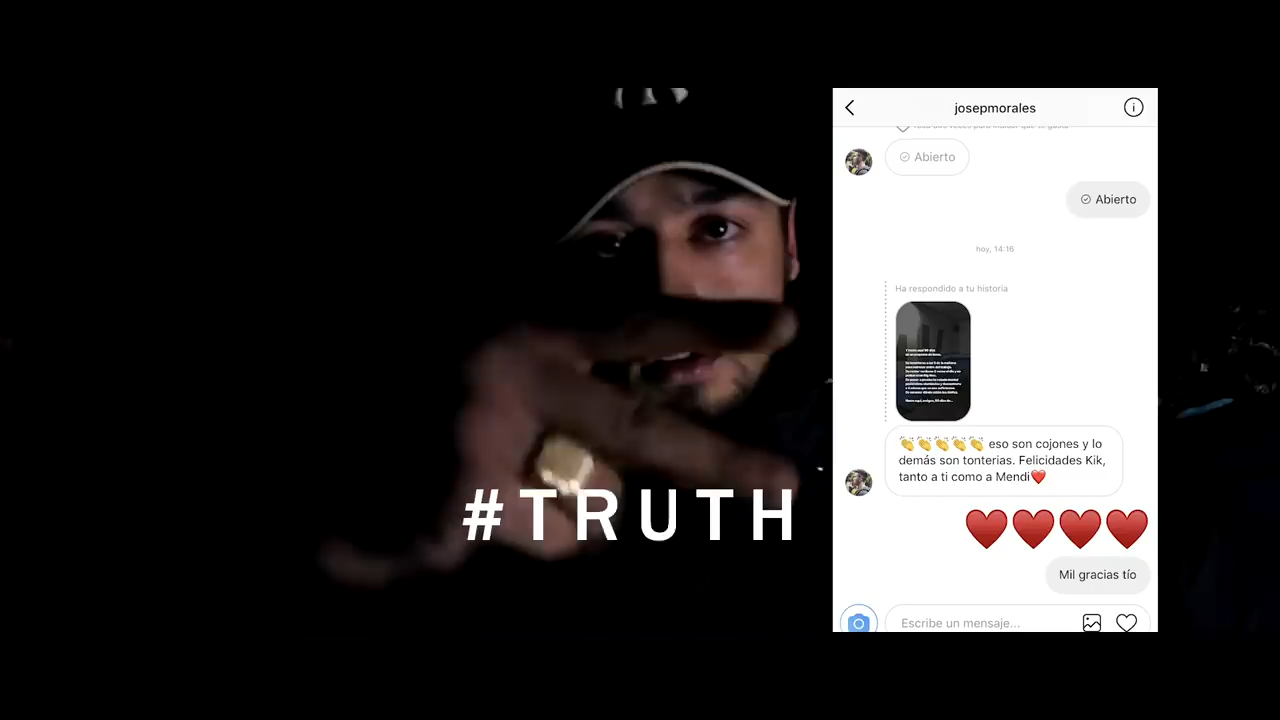 #TRUTH
josepmorales
Abierto
Abierto
hoy, 14:16
Ha respondido a tu historia
👏👏👏👏👏 eso son cojones y lo
demás son tonterias. Felicidades Kik,
tanto a ti como a Mendi❤️
❤️❤️❤️❤️
Mil gracias tío
Escribe un mensaje...